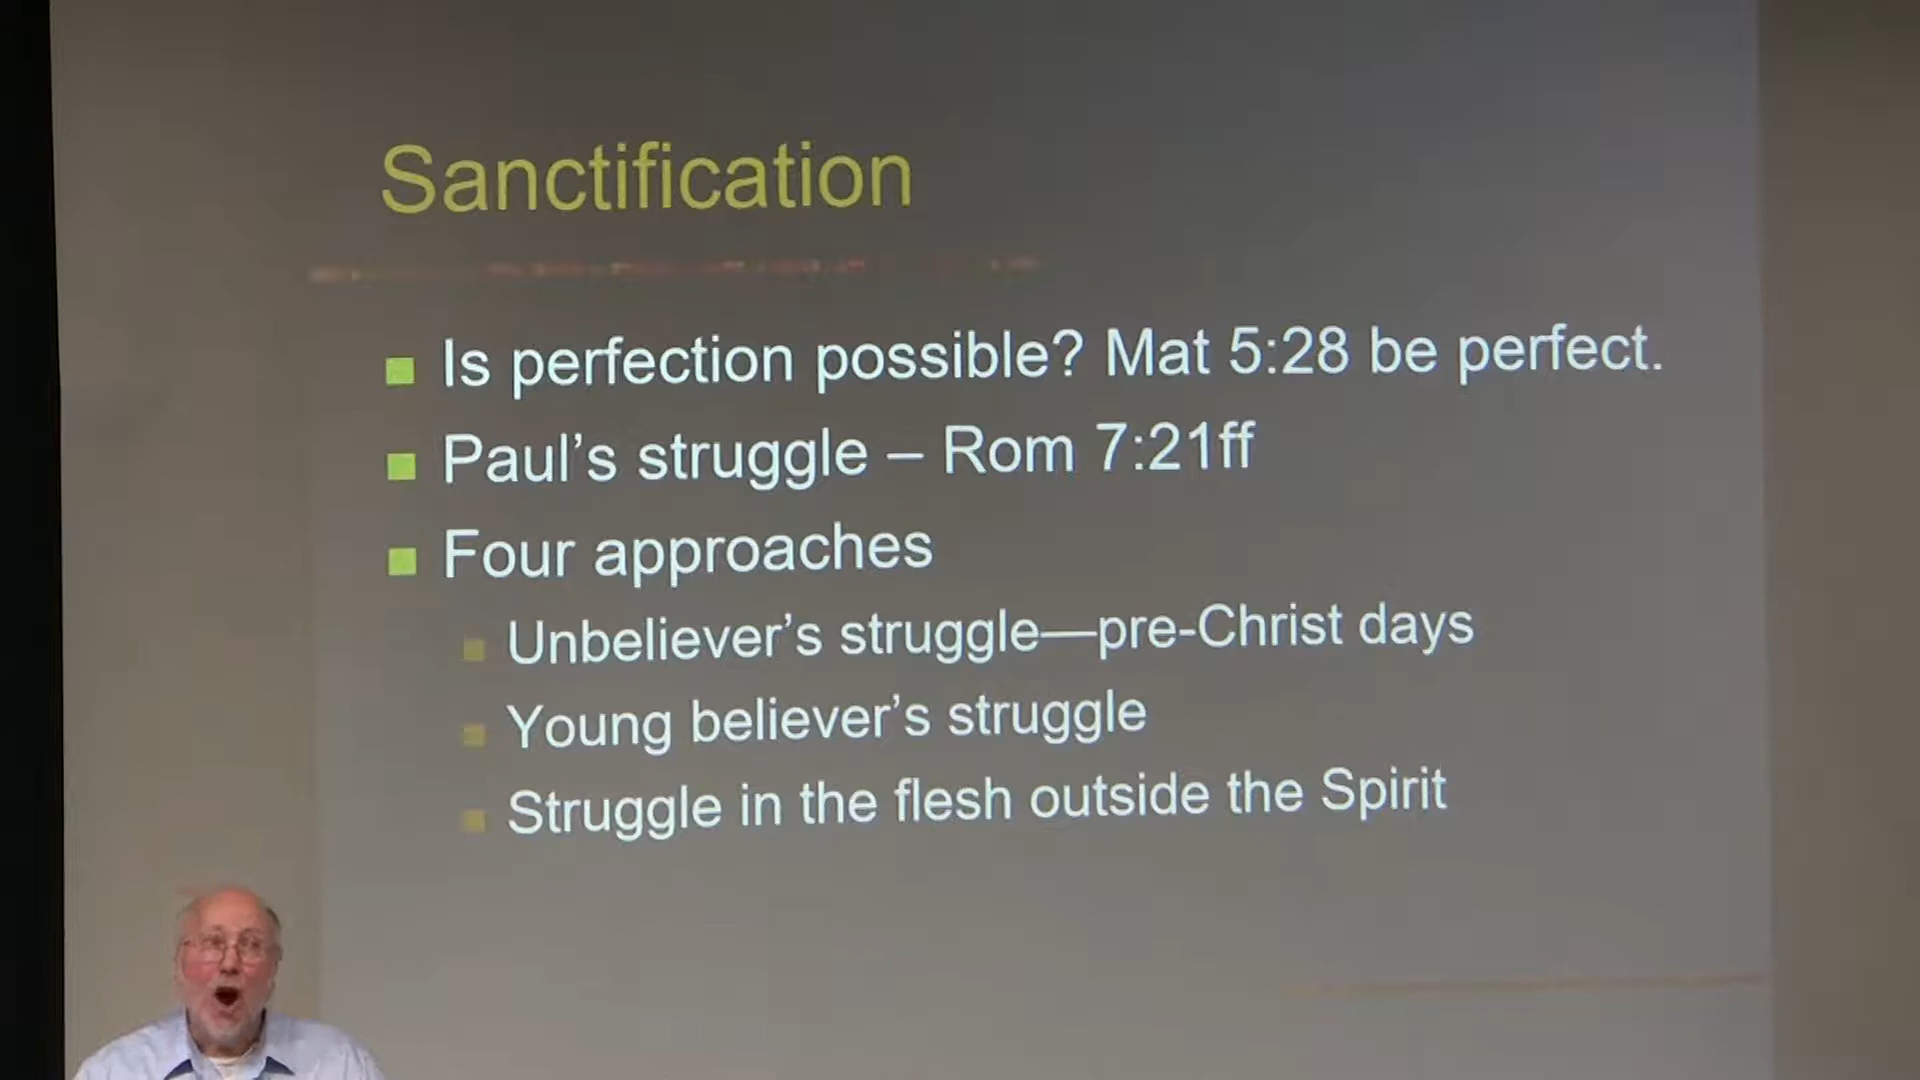 Sanctification
Is perfection possible? Mat 5:28 be perfect.
Paul’s struggle – Rom 7:21ff
Four approaches
Unbeliever’s struggle—pre-Christ days
Young believer’s struggle
Struggle in the flesh outside the Spirit